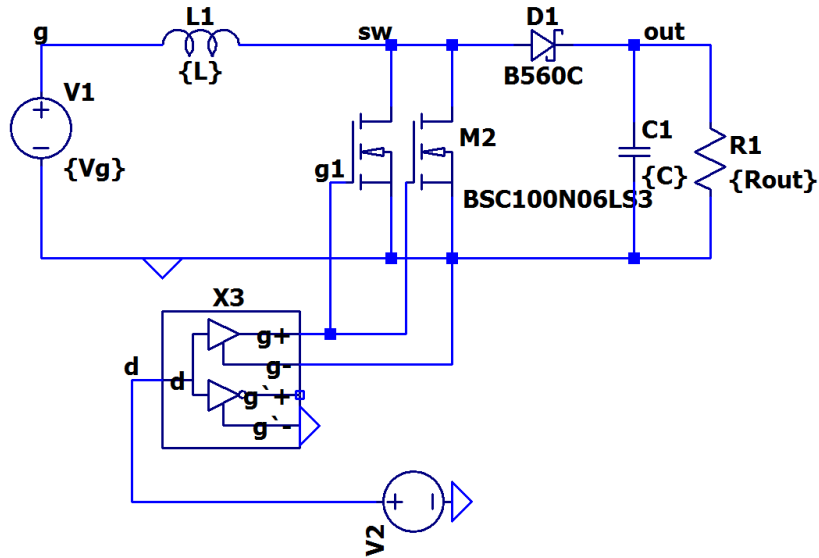 L1
D1
g
sw
out
{L}
B560C
V1
C1
M2
R1
g1
{Vg}
{C}
{Rout}
BSC100N06LS3
X3
g+
d
g-
d
g`+
g`-
V2